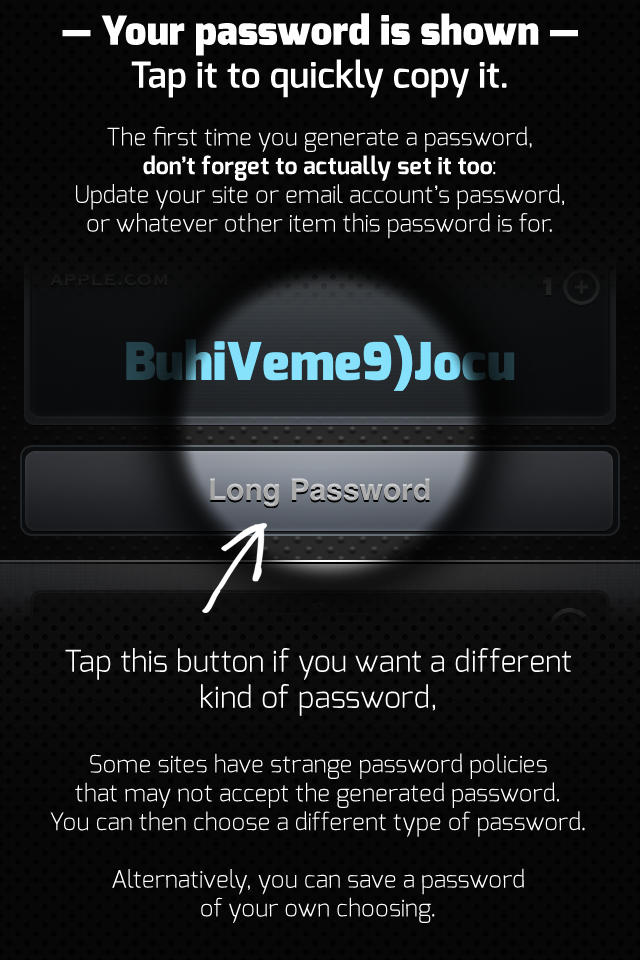 — Your password is shown —
Tap it to quickly copy it.
The first time you generate a password,
don't forget to actually set it too:
Update your site or email account's password,
or whatever other item this password is for.
APPLE.COM 1 +
BuhiVeme9)Jocu
Long Password
Tap this button if you want a different
kind of password,
Some sites have strange password policies
that may not accept the generated password.
You can then choose a different type of password.
Alternatively, you can save a password
of your own choosing.